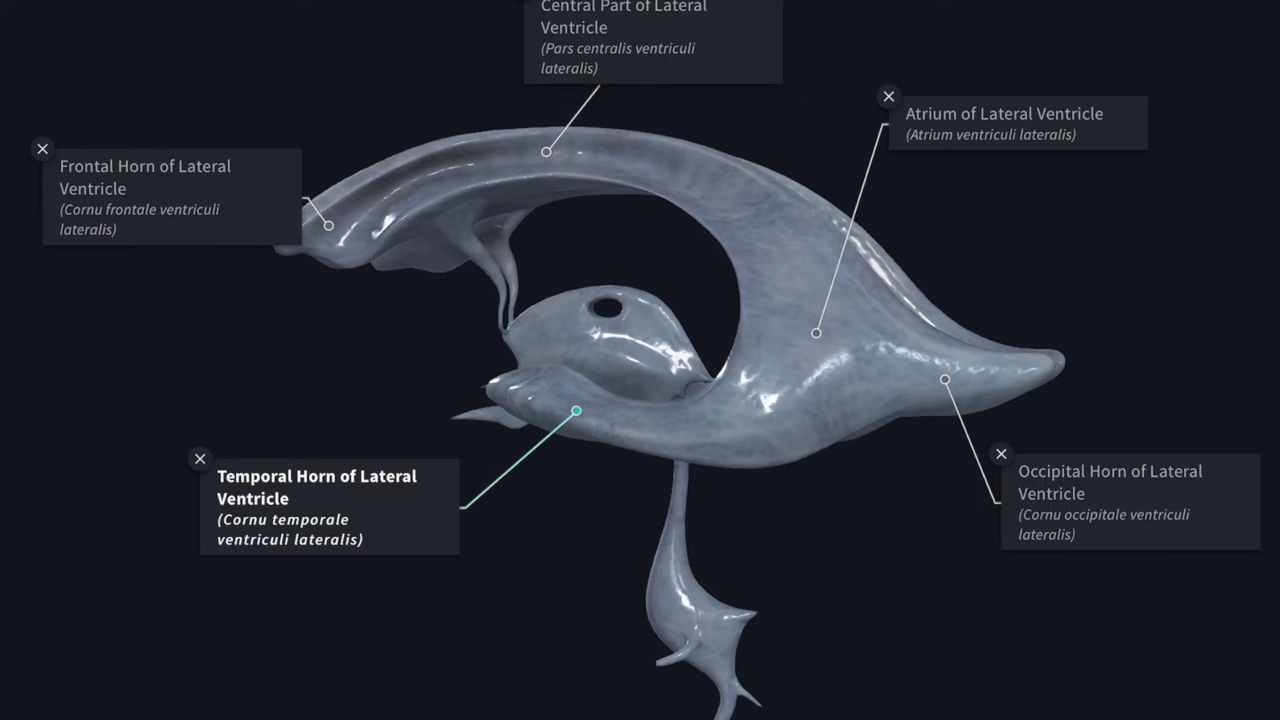 Central Part of Lateral
Ventricle
(Pars centralis ventriculi
lateralis)
Atrium of Lateral Ventricle
(Atrium ventriculi lateralis)
Frontal Horn of Lateral
Ventricle
(Cornu frontale ventriculi
lateralis)
Temporal Horn of Lateral
Ventricle
(Cornu temporale
ventriculi lateralis)
Occipital Horn of Lateral
Ventricle
(Cornu occipitale ventriculi
lateralis)